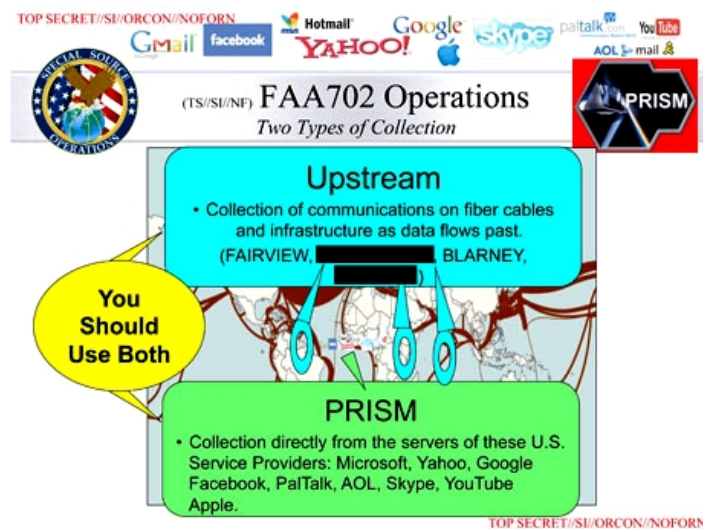 TOP SECRET//SI//ORCON//NOFORN
Gmail facebook Hotmail YAHOO! Google skype paltalk.com YouTube
AOL mail
SPECIAL SOURCE OPERATIONS
(TS//SI//NF) FAA702 Operations
Two Types of Collection
PRISM
Upstream
• Collection of communications on fiber cables
and infrastructure as data flows past.
(FAIRVIEW, , BLARNEY,
)
You
Should
Use Both
PRISM
• Collection directly from the servers of these U.S.
Service Providers: Microsoft, Yahoo, Google
Facebook, PalTalk, AOL, Skype, YouTube
Apple.
TOP SECRET//SI//ORCON//NOFORN